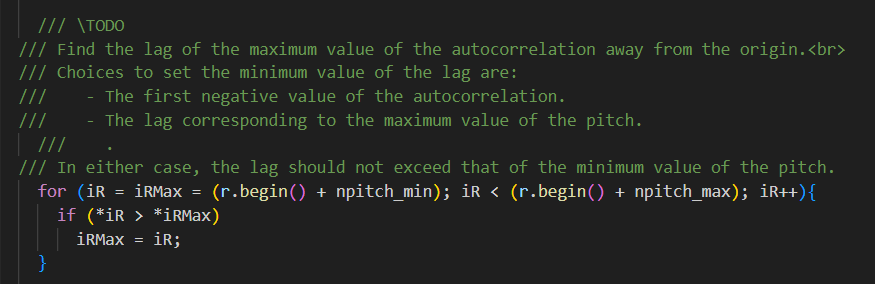 /// \TODO
/// Find the lag of the maximum value of the autocorrelation away from the origin.<br>
/// Choices to set the minimum value of the lag are:
///    - The first negative value of the autocorrelation.
///    - The lag corresponding to the maximum value of the pitch.
///    .
/// In either case, the lag should not exceed that of the minimum value of the pitch.
for (iR = iRMax = (r.begin() + npitch_min); iR < (r.begin() + npitch_max); iR++){
if (*iR > *iRMax)
iRMax = iR;
}